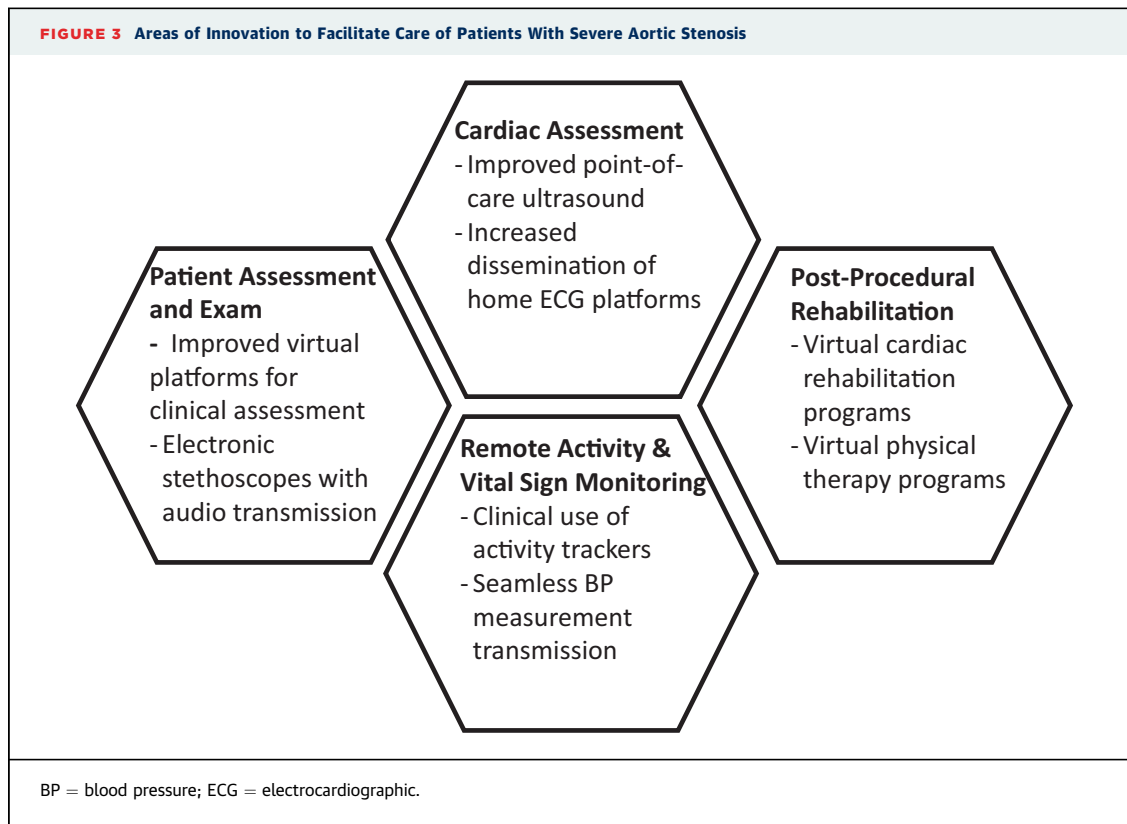 FIGURE 3 Areas of Innovation to Facilitate Care of Patients With Severe Aortic Stenosis
Cardiac Assessment
- Improved point-of-
care ultrasound
- Increased
dissemination of
home ECG platforms
Patient Assessment
and Exam
- Improved virtual
platforms for
clinical assessment
- Electronic
stethoscopes with
audio transmission
Remote Activity &
Vital Sign Monitoring
- Clinical use of
activity trackers
- Seamless BP
measurement
transmission
Post-Procedural
Rehabilitation
- Virtual cardiac
rehabilitation
programs
- Virtual physical
therapy programs
BP = blood pressure; ECG = electrocardiographic.